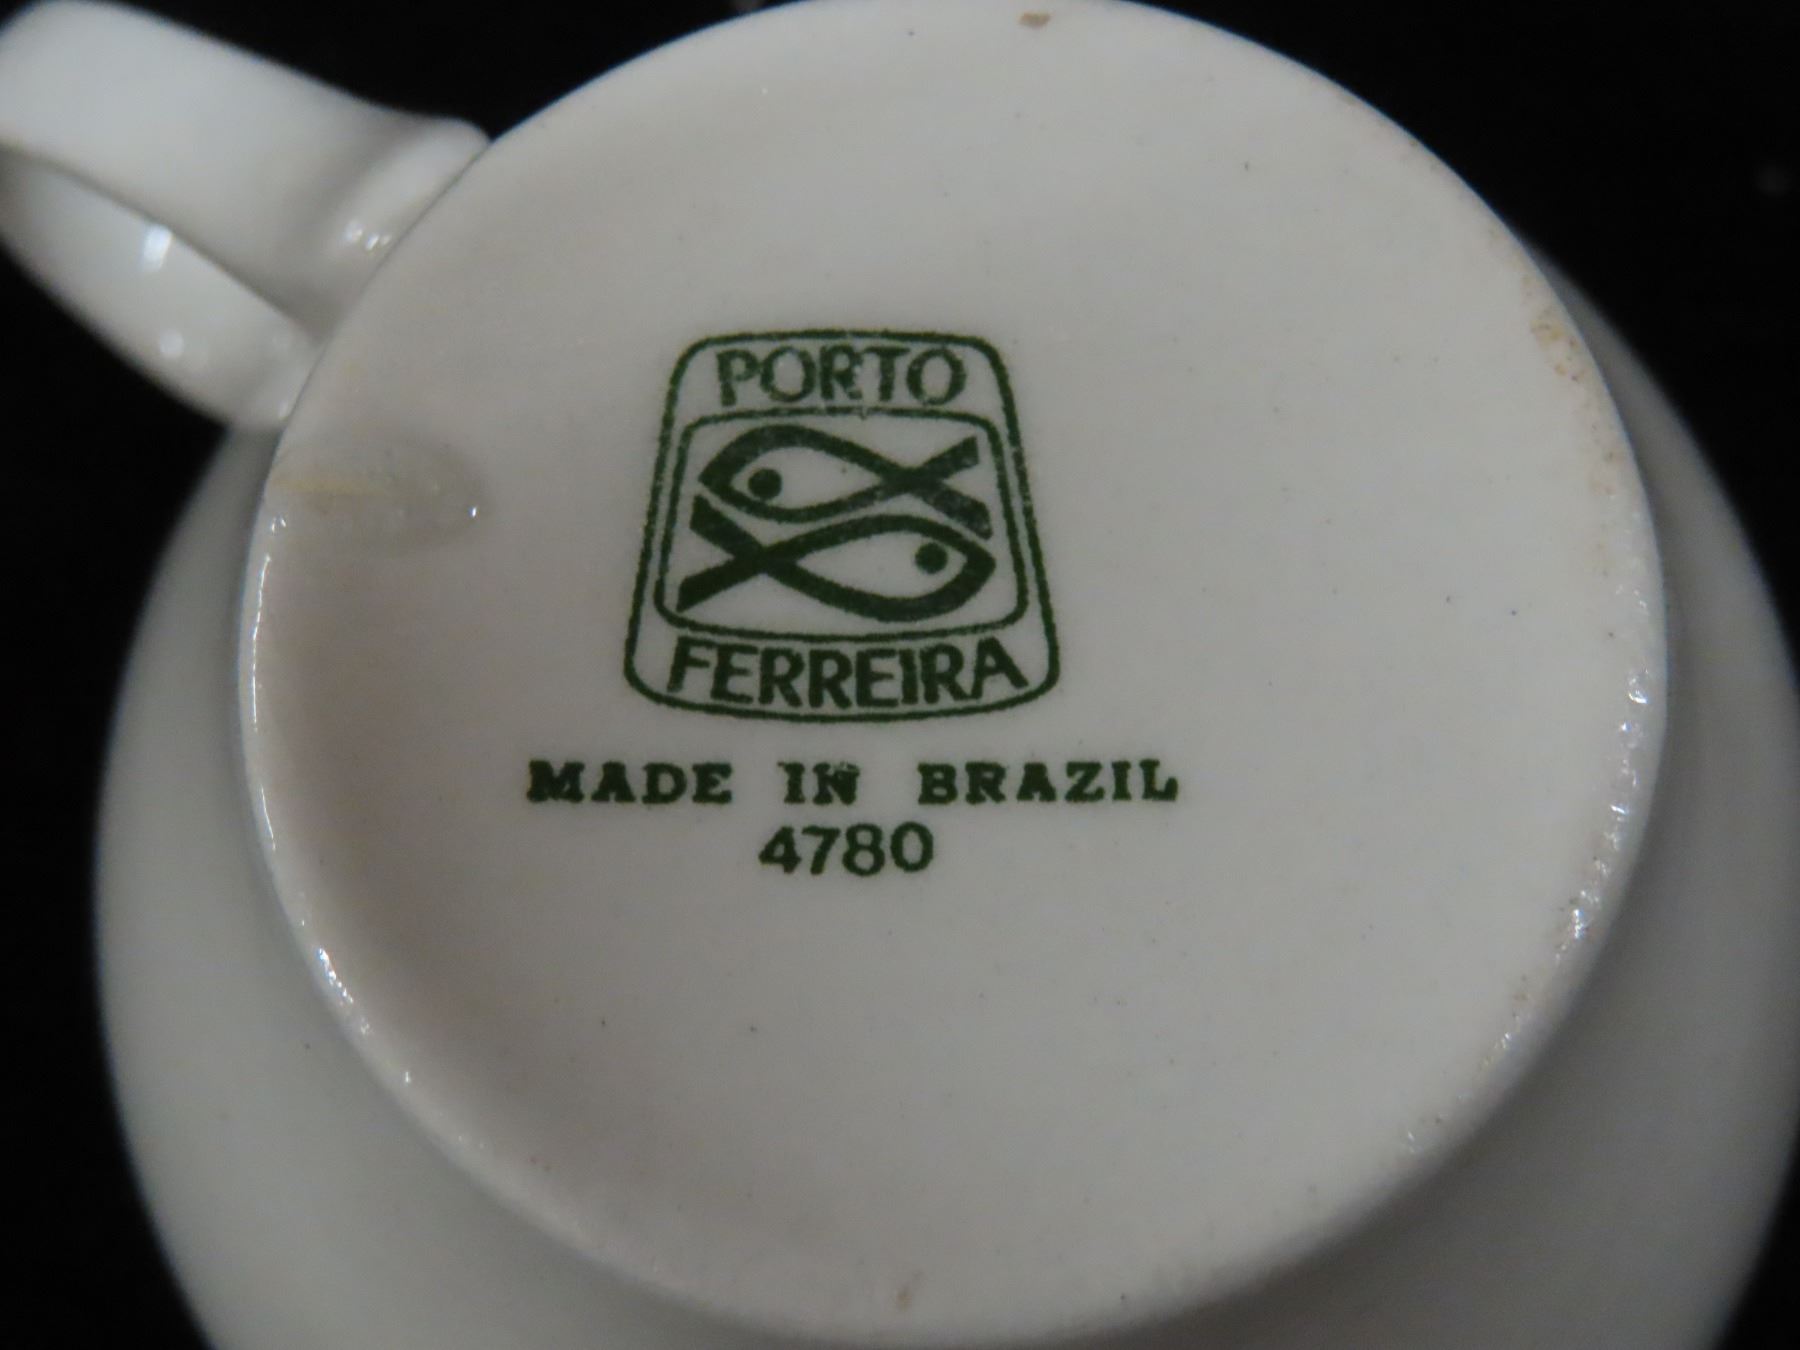 PORTO
FERREIRA
MADE IN BRAZIL
4780